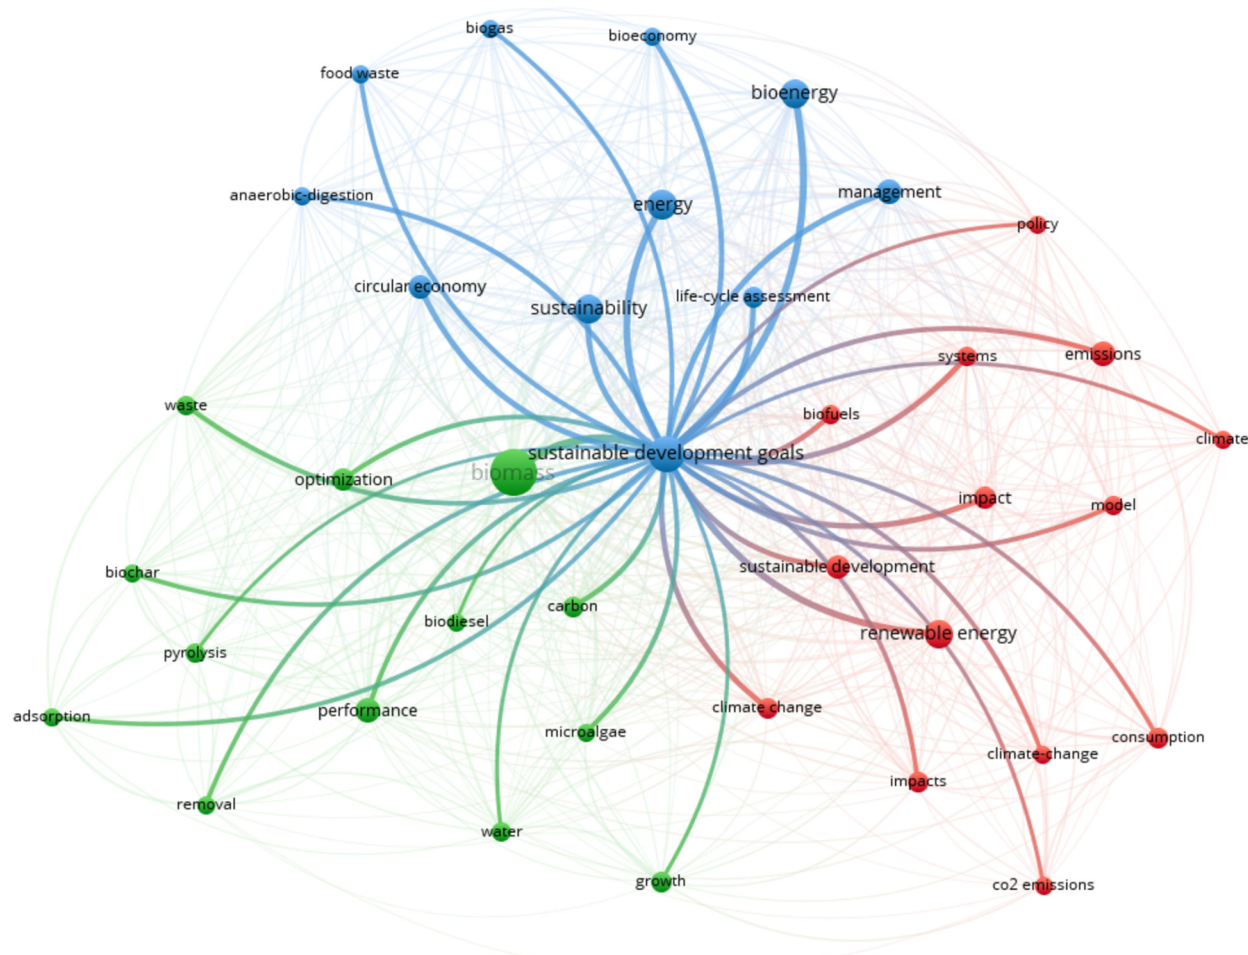 biogas
bioeconomy
food waste
bioenergy
anaerobic-digestion
energy
management
policy
circular economy
sustainability
life-cycle assessment
systems
emissions
waste
biofuels
climate
sustainable development goals
biomass
optimization
impact
model
biochar
sustainable development
carbon
biodiesel
renewable energy
pyrolysis
adsorption
performance
climate change
microalgae
consumption
climate-change
impacts
removal
water
growth
co2 emissions